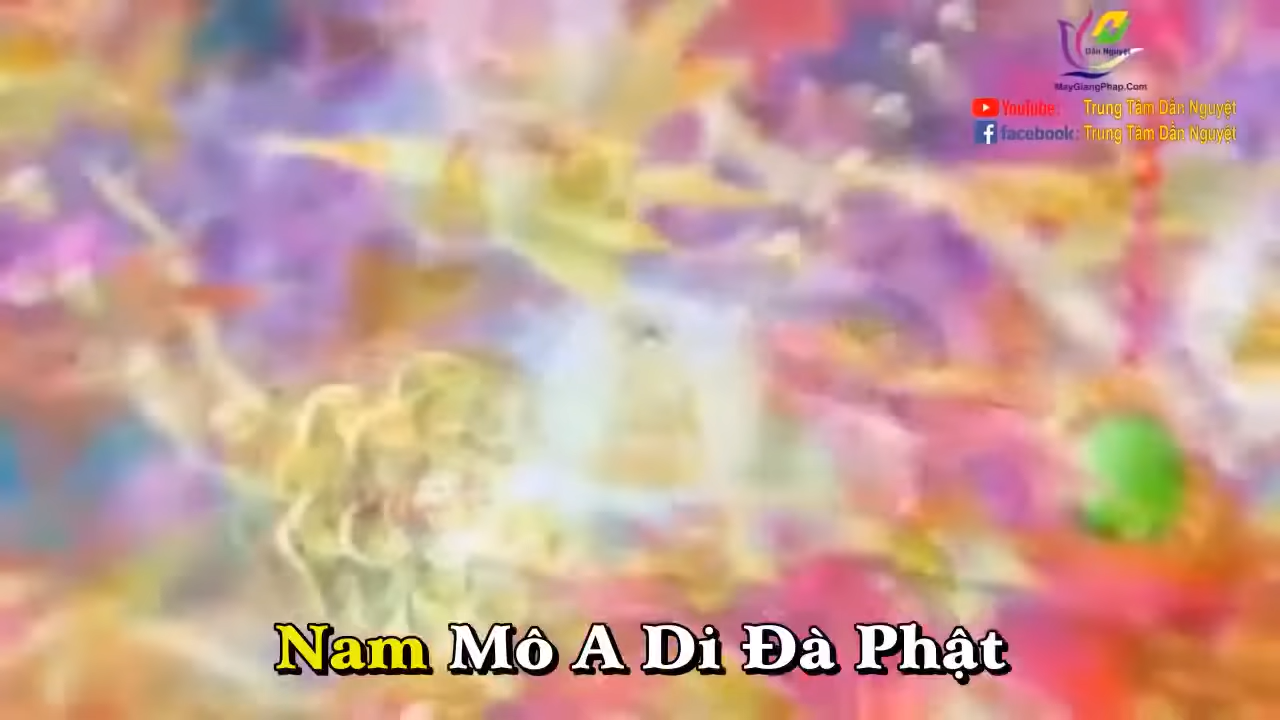 Dân Nguyệt
MayGiangPhap.Com
YouTube: Trung Tâm Dân Nguyệt
facebook: Trung Tâm Dân Nguyệt
Nam Mô A Di Đà Phật